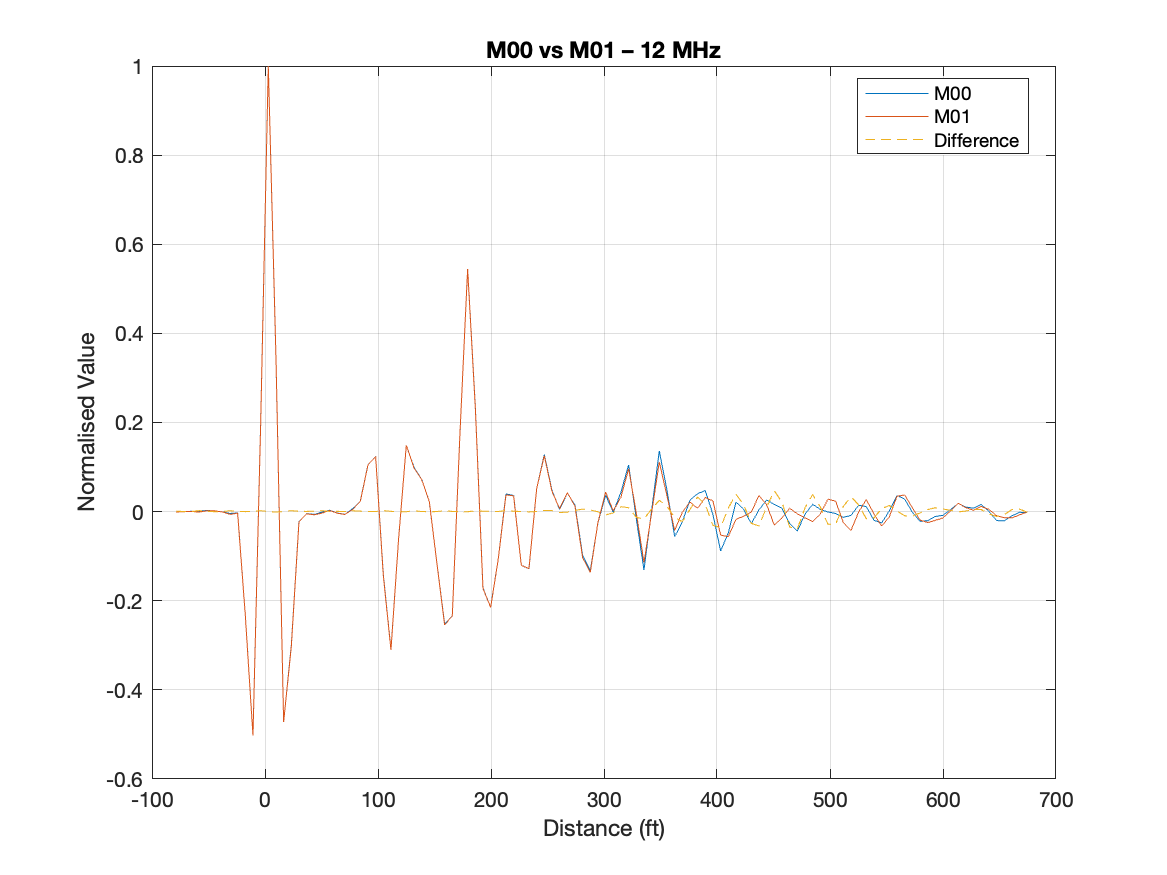 M00 vs M01 – 12 MHz
M00
M01
Difference
1
0.8
0.6
0.4
0.2
0
-0.2
-0.4
-0.6
Normalised Value
-100 0 100 200 300 400 500 600 700
Distance (ft)